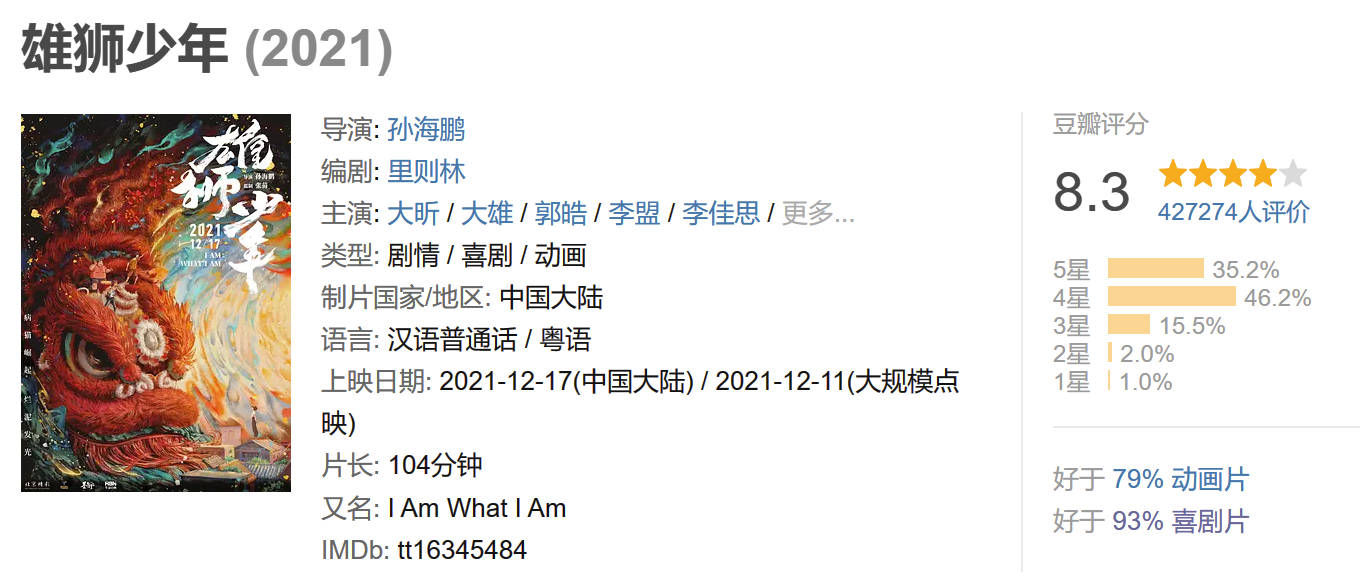 雄狮少年 (2021)
雄狮少年
导演 孙海鹏
监制 张苗
2021
12/17
I AM
WHAT I AM
病猫崛起 烂泥发光
导演: 孙海鹏
编剧: 里则林
主演: 大昕 / 大雄 / 郭皓 / 李盟 / 李佳思 / 更多...
类型: 剧情 / 喜剧 / 动画
制片国家/地区: 中国大陆
语言: 汉语普通话 / 粤语
上映日期: 2021-12-17(中国大陆) / 2021-12-11(大规模点
映)
片长: 104分钟
又名: I Am What I Am
IMDb: tt16345484
豆瓣评分
8.3
427274人评价
5星 35.2%
4星 46.2%
3星 15.5%
2星 2.0%
1星 1.0%
好于 79% 动画片
好于 93% 喜剧片